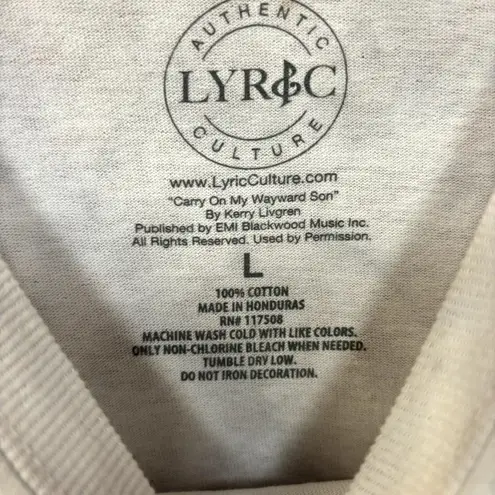 AUTHENTIC
LYRIC
CULTURE
www.LyricCulture.com
"Carry On My Wayward Son"
By Kerry Livgren
Published by EMI Blackwood Music Inc.
All Rights Reserved. Used by Permission.
L
100% COTTON
MADE IN HONDURAS
RN# 117508
MACHINE WASH COLD WITH LIKE COLORS.
ONLY NON-CHLORINE BLEACH WHEN NEEDED.
TUMBLE DRY LOW.
DO NOT IRON DECORATION.